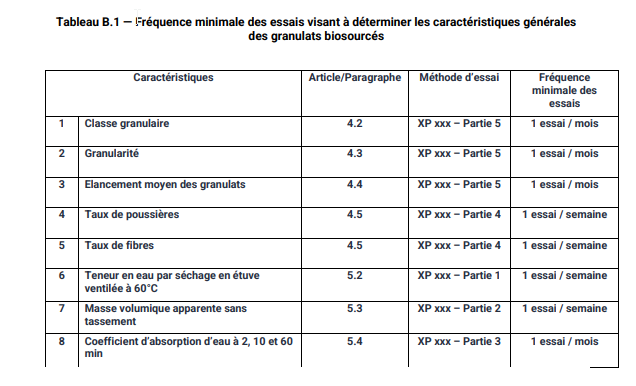 Tableau B.1 — Fréquence minimale des essais visant à déterminer les caractéristiques générales
des granulats biosourcés
Caractéristiques Article/Paragraphe Méthode d'essai Fréquence
minimale des
essais
1 Classe granulaire 4.2 XP xxx – Partie 5 1 essai / mois
2 Granularité 4.3 XP xxx – Partie 5 1 essai / mois
3 Elancement moyen des granulats 4.4 XP xxx – Partie 5 1 essai / mois
4 Taux de poussières 4.5 XP xxx – Partie 4 1 essai / semaine
5 Taux de fibres 4.5 XP xxx – Partie 4 1 essai / semaine
6 Teneur en eau par séchage en étuve 5.2 XP xxx – Partie 1 1 essai / semaine
ventilée à 60°C
7 Masse volumique apparente sans 5.3 XP xxx – Partie 2 1 essai / semaine
tassement
8 Coefficient d'absorption d'eau à 2, 10 et 60 5.4 XP xxx – Partie 3 1 essai / mois
min